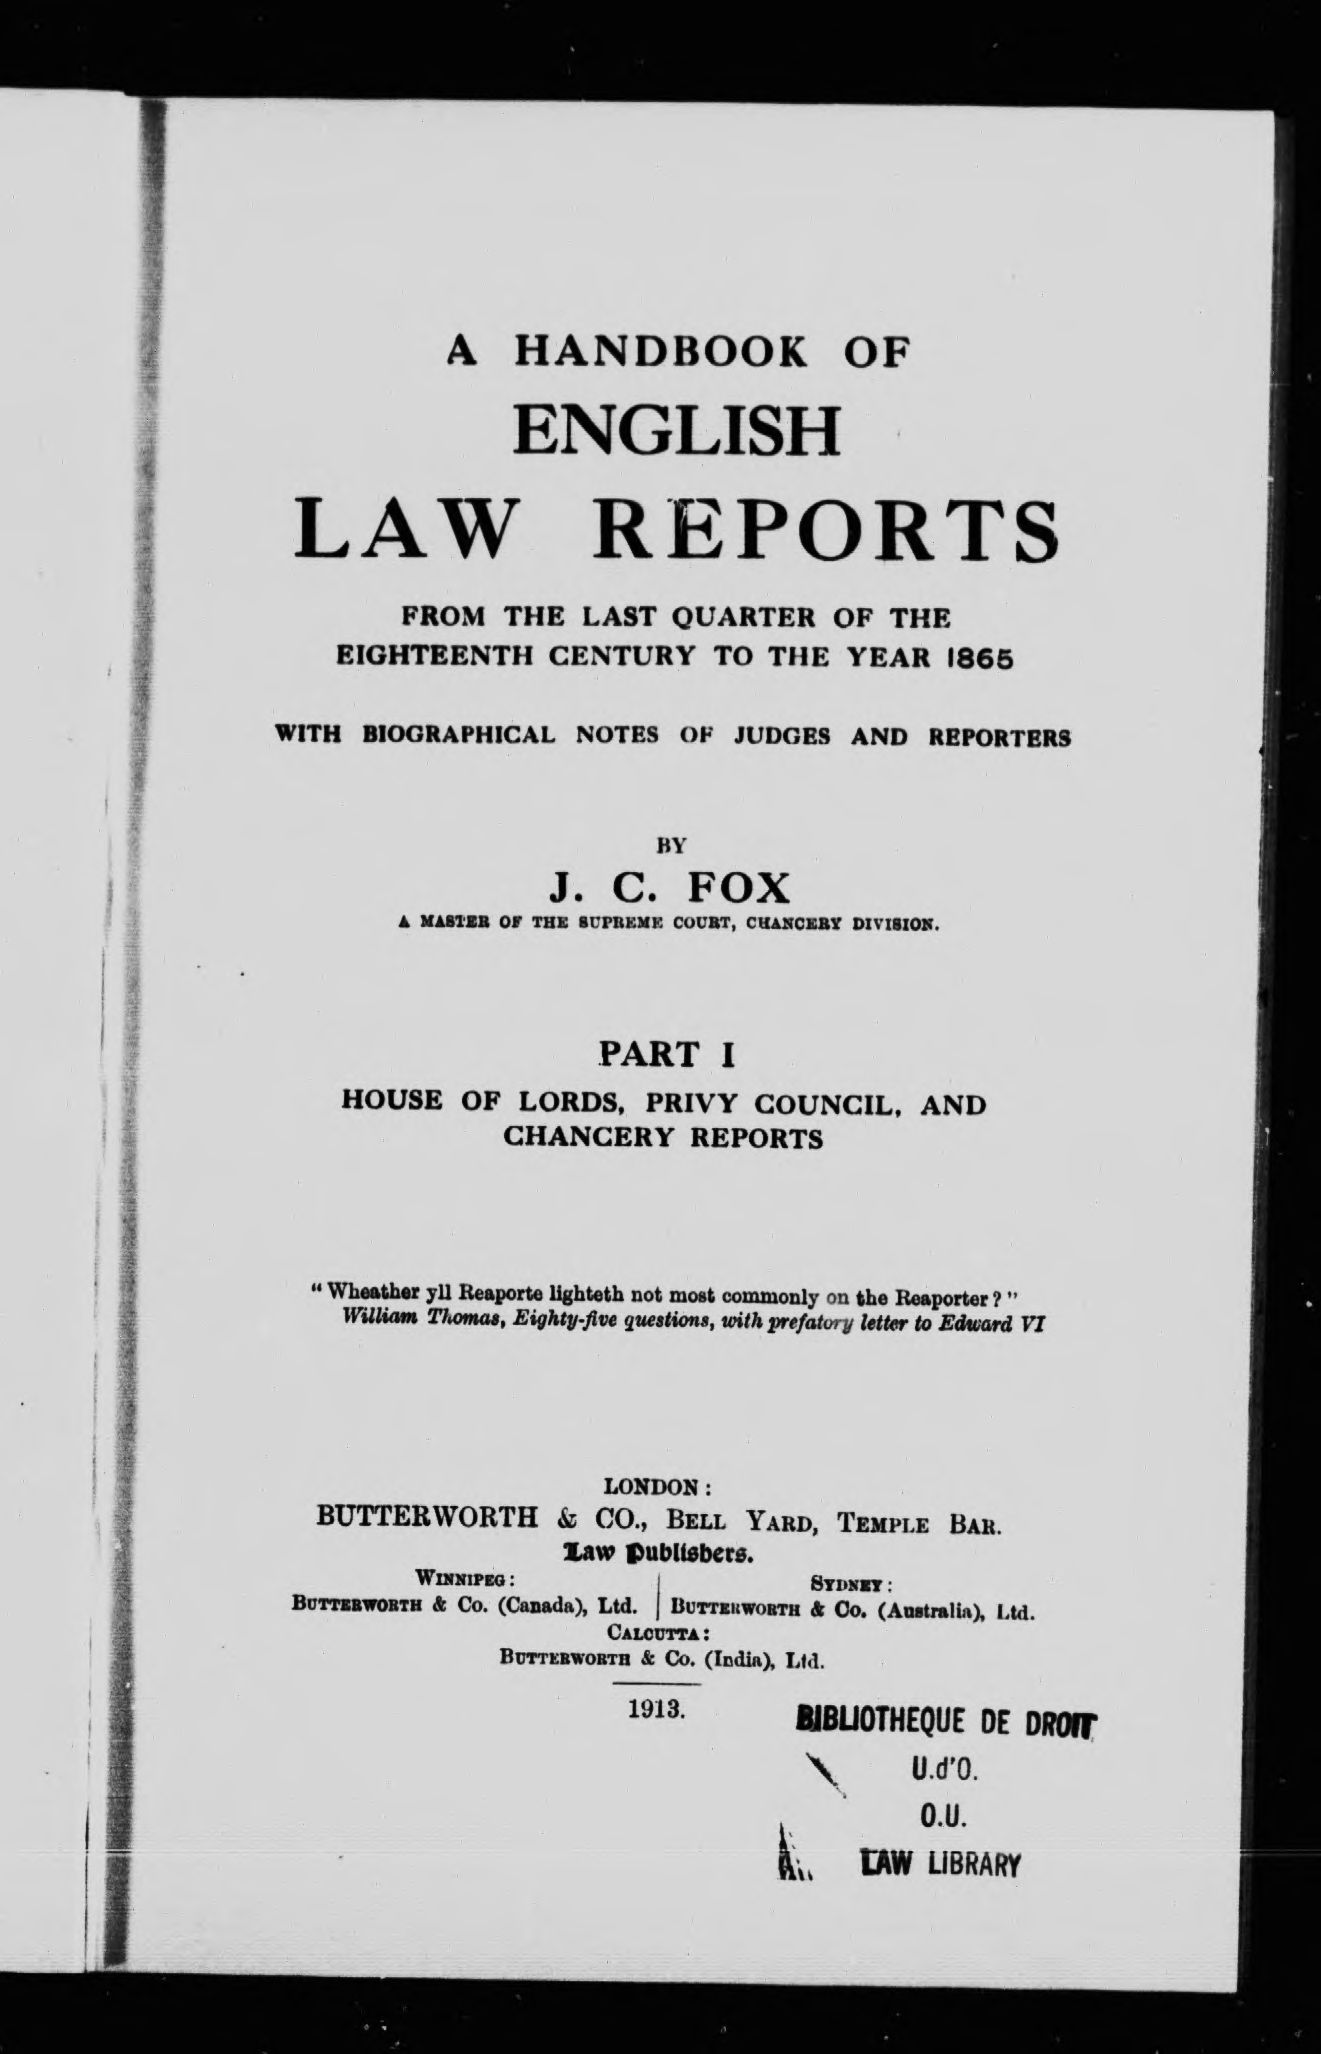 A HANDBOOK OF
ENGLISH
LAW REPORTS
FROM THE LAST QUARTER OF THE
EIGHTEENTH CENTURY TO THE YEAR 1865
WITH BIOGRAPHICAL NOTES OF JUDGES AND REPORTERS
BY
J. C. FOX
A MASTER OF THE SUPREME COURT, CHANCERY DIVISION.
PART I
HOUSE OF LORDS, PRIVY COUNCIL, AND
CHANCERY REPORTS
" Wheather yll Reaporte lighteth not most commonly on the Reaporter ? "
William Thomas, Eighty-five questions, with prefatory letter to Edward VI
LONDON :
BUTTERWORTH & CO., BELL YARD, TEMPLE BAR.
Law Publishers.
WINNIPEG : SYDNEY :
BUTTERWORTH & Co. (Canada), Ltd. BUTTERWORTH & Co. (Australia), Ltd.
CALCUTTA :
BUTTERWORTH & Co. (India), Ltd.
1913.
BIBLIOTHEQUE DE DROIT
U.d'O.
O.U.
LAW LIBRARY